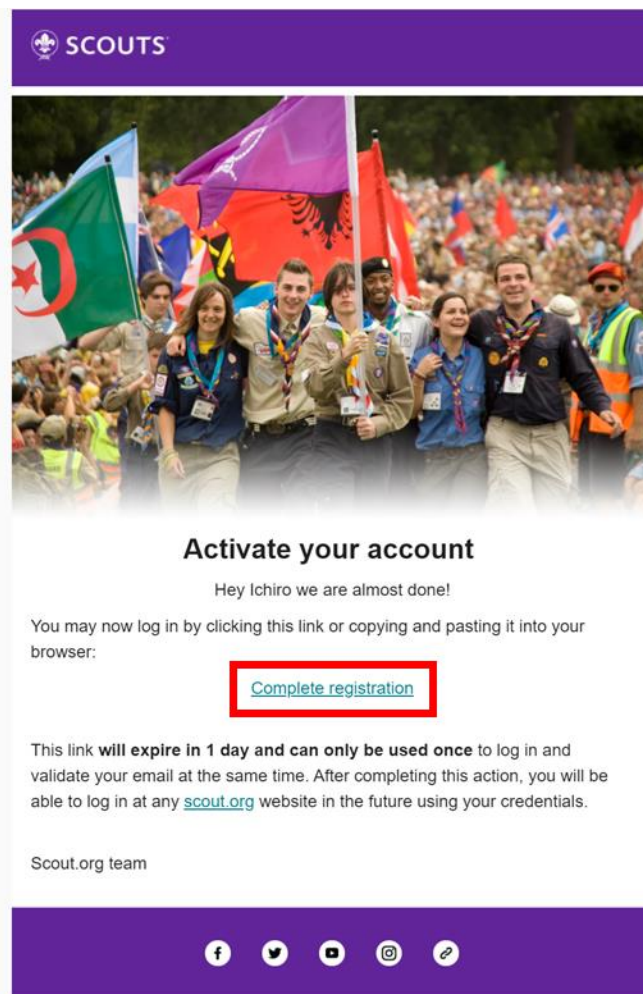 SCOUTS
Activate your account
Hey Ichiro we are almost done!
You may now log in by clicking this link or copying and pasting it into your
browser:
Complete registration
This link will expire in 1 day and can only be used once to log in and
validate your email at the same time. After completing this action, you will be
able to log in at any scout.org website in the future using your credentials.
Scout.org team